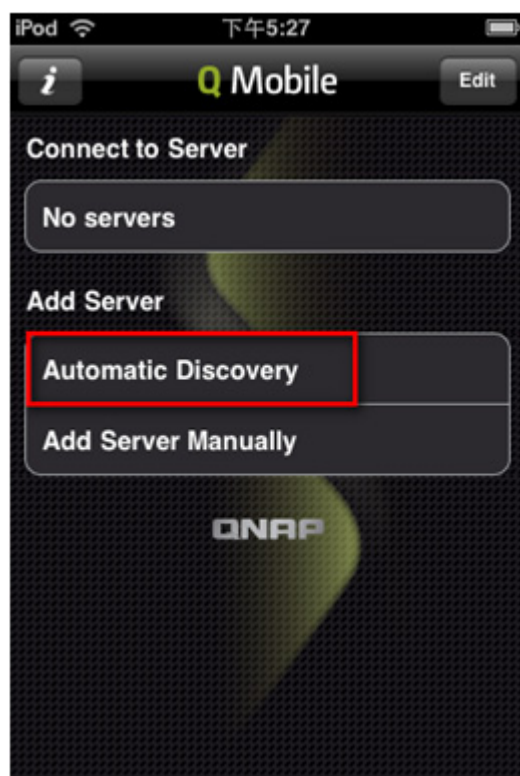 iPod 下午5:27
i Q Mobile Edit
Connect to Server
No servers
Add Server
Automatic Discovery
Add Server Manually
QNAP